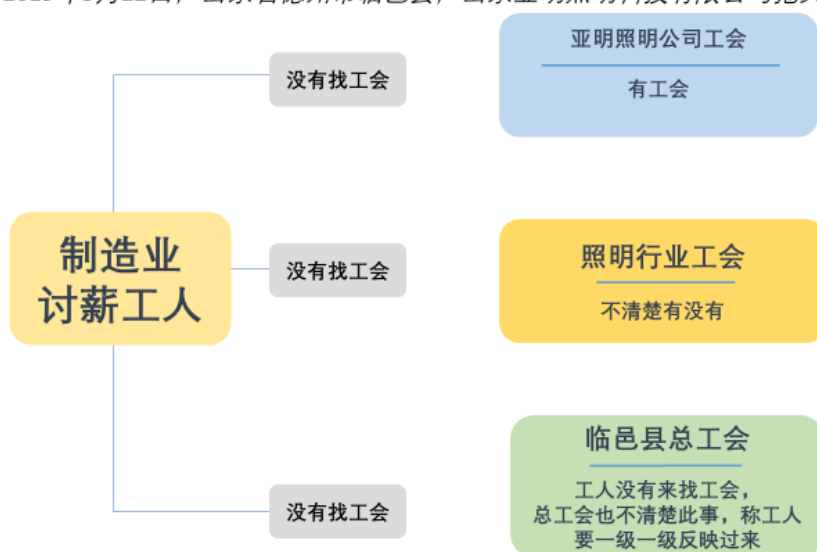 没有找工会
亚明照明公司工会
有工会
制造业
讨薪工人
没有找工会
照明行业工会
不清楚有没有
没有找工会
临邑县总工会
工人没有来找工会，
总工会也不清楚此事，称工人
要一级一级反映过来